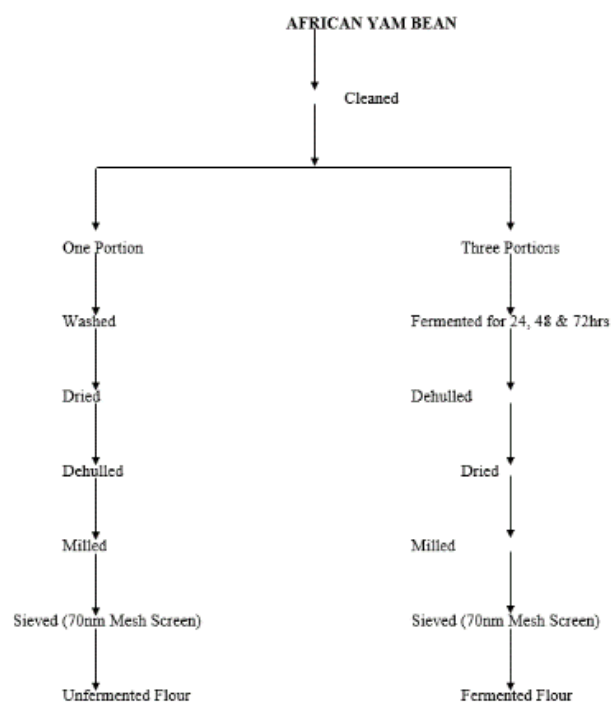 AFRICAN YAM BEAN
Cleaned
One Portion
Three Portions
Washed
Fermented for 24, 48 & 72hrs
Dried
Dehulled
Dehulled
Dried
Milled
Milled
Sieved (70nm Mesh Screen)
Sieved (70nm Mesh Screen)
Unfermented Flour
Fermented Flour